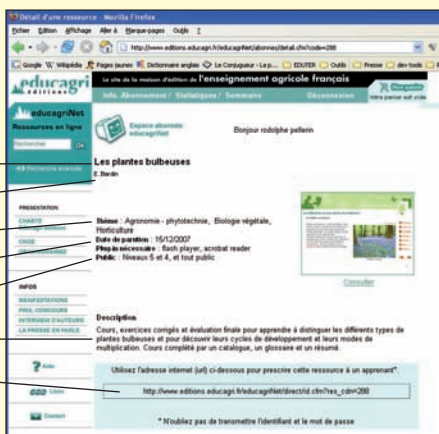 Détail d'une ressource - Mozilla Firefox
Fichier Edition Affichage Aller à Marque-pages Outils ?
http://www.editions.educagri.fr/educagriNet/abonnes/detail.cfm?code=288
Google Wikipédia Pages jaunes Dictionnaire anglais Le Conjugueur - Le p... EDUTER Outils Presse dev tools
educagri
éditions
Le site de la maison d'édition de l'enseignement agricole français
Info. Abonnement / Statistiques / Sommaire Déconnexion
Votre panier est vide
educagriNet
Ressources en ligne
Rechercher Ok
Recherche avancée
Espace abonnés
educagriNet
Bonjour rodolphe pellerin
Les plantes bulbeuses
E. Bardin
PRESENTATION
CHARTE
CNDE
Thème : Agronomie - phytotechnie, Biologie végétale,
Horticulture
Date de parution : 15/12/2007
Plug-in nécessaire : flash player, acrobat reader
Public : Niveaux 5 et 4, et tout public
Consulter
INFOS
MANIFESTATIONS
PRIX, CONCOURS
INTERVIEW D'AUTEURS
LA PRESSE EN PARLE
Description
Cours, exercices corrigés et évaluation finale pour apprendre à distinguer les différents types de
plantes bulbeuses et pour découvrir leurs cycles de développement et leurs modes de
multiplication. Cours complété par un catalogue, un glossaire et un résumé.
Aide
Liens
Contact
Utilisez l'adresse internet (url) ci-dessous pour prescrire cette ressource à un apprenant*.
http://www.editions.educagri.fr/educagriNet/direct/id.cfm?res_cdn=288
* N'oubliez pas de transmettre l'identifiant et le mot de passe